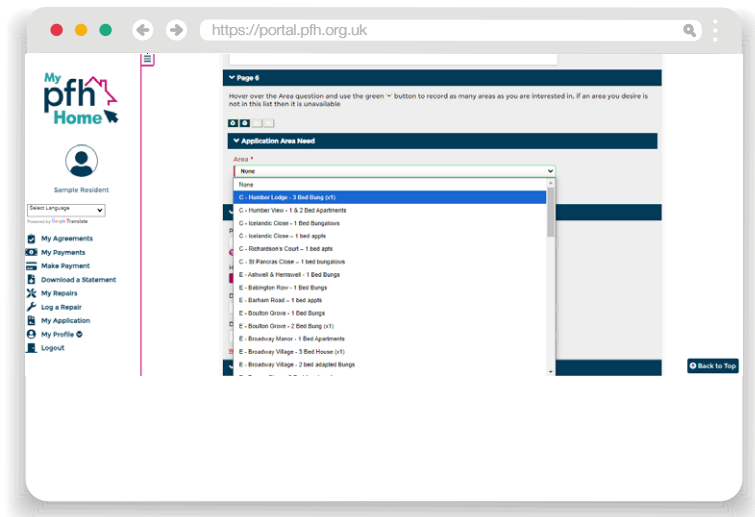 https://portal.pfh.org.uk
My
pfh
Home
Sample Resident
Select Language
Powered by Google Translate
My Agreements
My Payments
Make Payment
Download a Statement
My Repairs
Log a Repair
My Application
My Profile
Logout
Page 6
Hover over the Area question and use the green '+' button to record as many areas as you are interested in, if an area you desire is
not in this list then it is unavailable
Application Area Need
Area *
None
None
C - Humber Lodge - 3 Bed Bung (x1)
C - Humber View - 1 & 2 Bed Apartments
C - Icelandic Close - 1 Bed Bungalows
C - Icelandic Close – 1 bed appts
C - Richardson's Court – 1 bed apts
C - St Pancras Close – 1 bed bungalows
E - Ashwell & Hemswell - 1 Bed Bungs
E - Babington Row - 1 Bed Bungs
E - Barham Road – 1 bed appts
E - Boulton Grove - 1 Bed Bungs
E - Boulton Grove - 2 Bed Bung (x1)
E - Broadway Manor - 1 Bed Apartments
E - Broadway Village - 3 Bed House (x1)
E - Broadway Village - 2 bed adapted Bungs
Back to Top